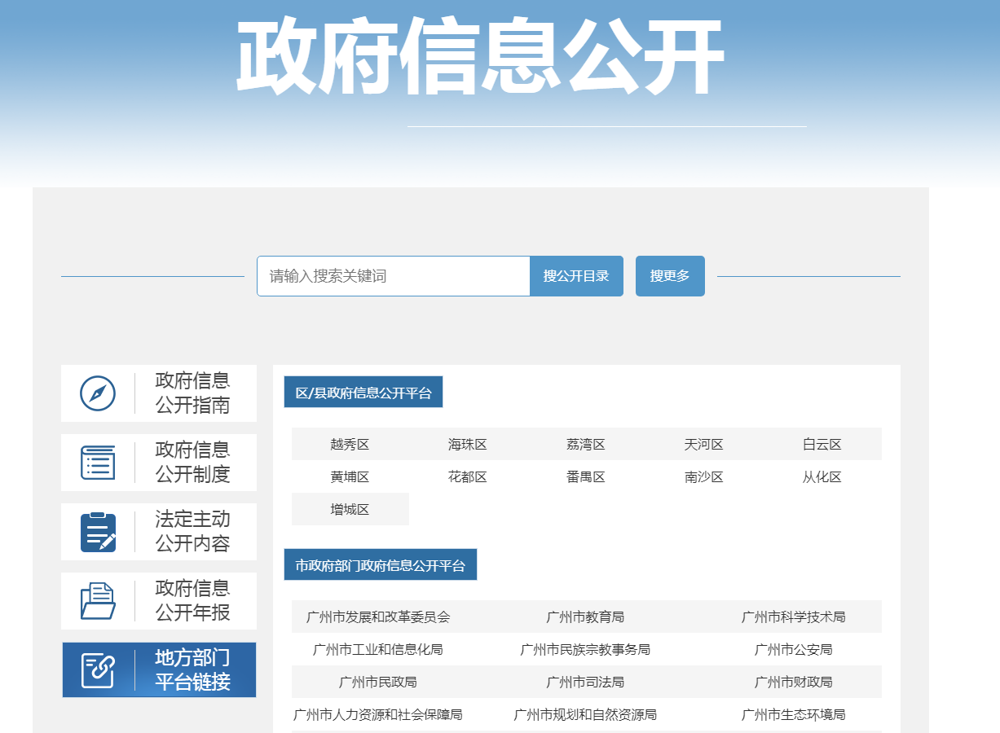 政府信息公开
请输入搜索关键词
搜公开目录
搜更多
政府信息
公开指南
政府信息
公开制度
法定主动
公开内容
政府信息
公开年报
地方部门
平台链接
区/县政府信息公开平台
越秀区 海珠区 荔湾区 天河区 白云区
黄埔区 花都区 番禺区 南沙区 从化区
增城区
市政府部门政府信息公开平台
广州市发展和改革委员会 广州市教育局 广州市科学技术局
广州市工业和信息化局 广州市民族宗教事务局 广州市公安局
广州市民政局 广州市司法局 广州市财政局
广州市人力资源和社会保障局 广州市规划和自然资源局 广州市生态环境局